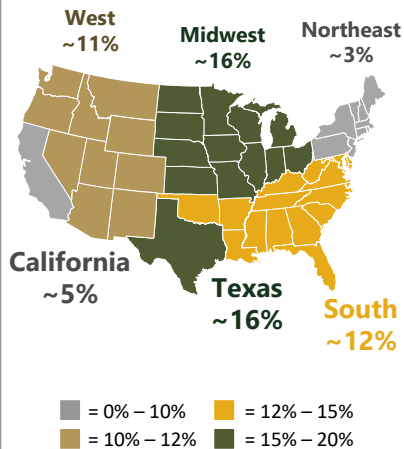 West
~11%
Midwest
~16%
Northeast
~3%
California
~5%
Texas
~16%
South
~12%
= 0% – 10%
= 12% – 15%
= 10% – 12%
= 15% – 20%